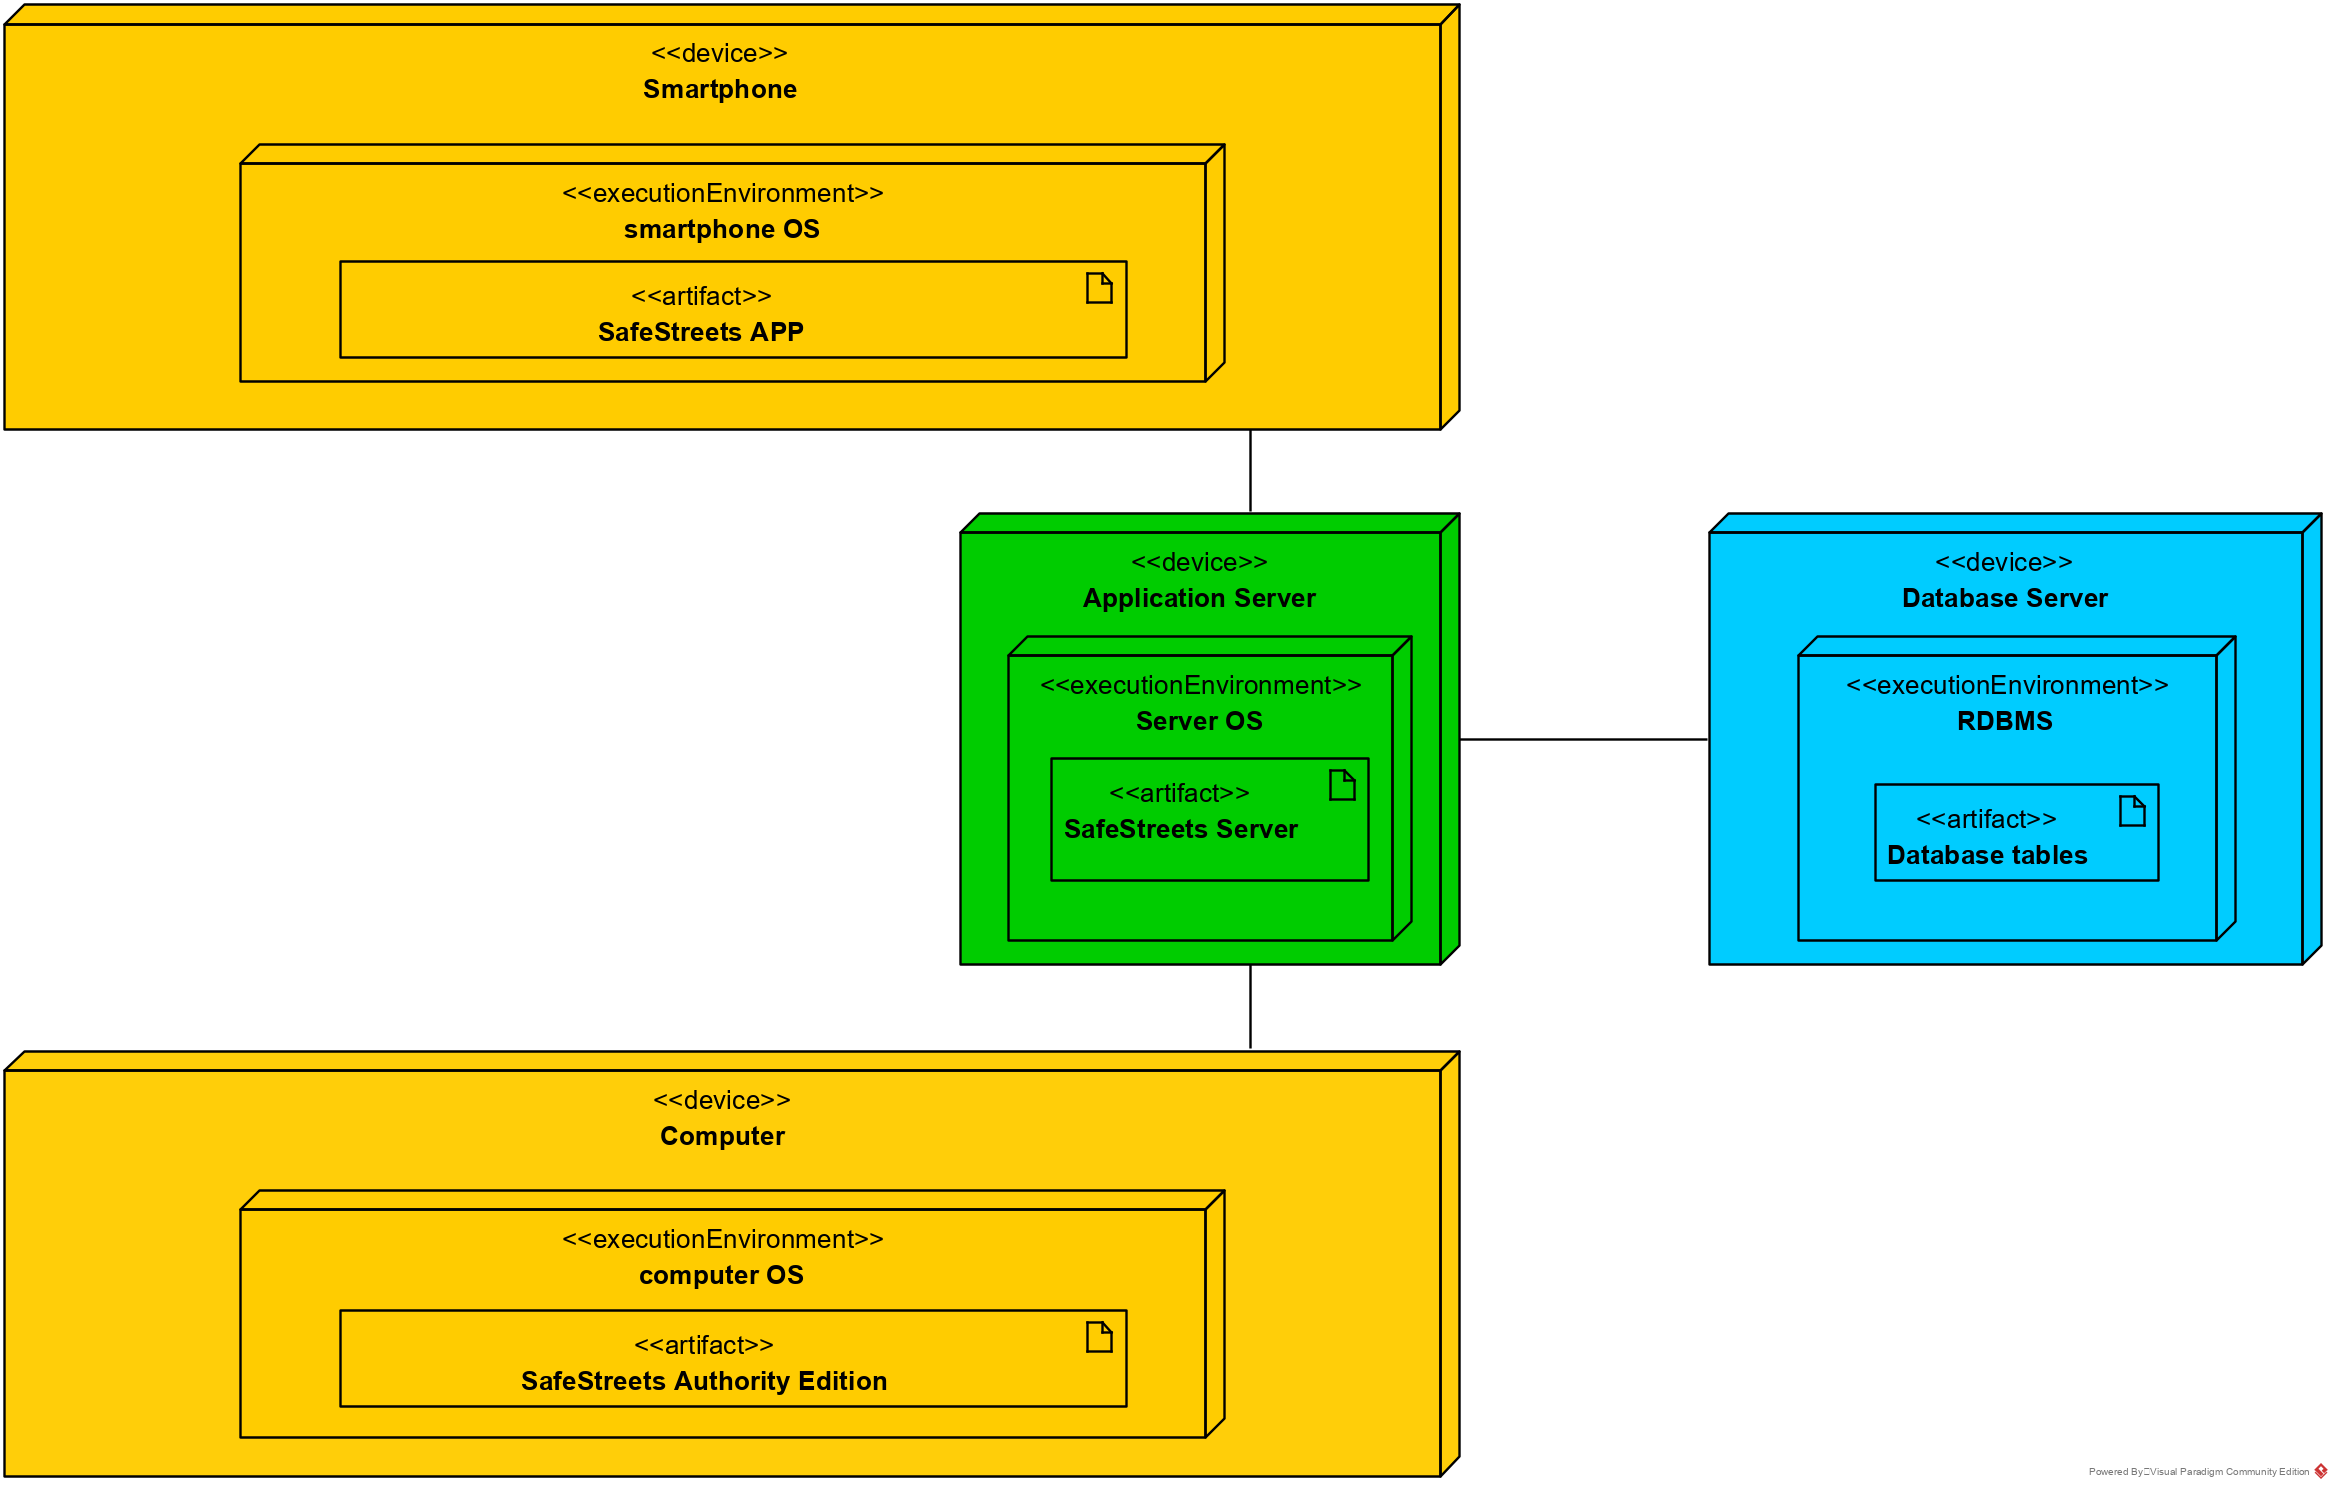 <<device>>
Smartphone
<<executionEnvironment>>
smartphone OS
<<artifact>>
SafeStreets APP
<<device>>
Application Server
<<executionEnvironment>>
Server OS
<<artifact>>
SafeStreets Server
<<device>>
Database Server
<<executionEnvironment>>
RDBMS
<<artifact>>
Database tables
<<device>>
Computer
<<executionEnvironment>>
computer OS
<<artifact>>
SafeStreets Authority Edition
Powered By Visual Paradigm Community Edition